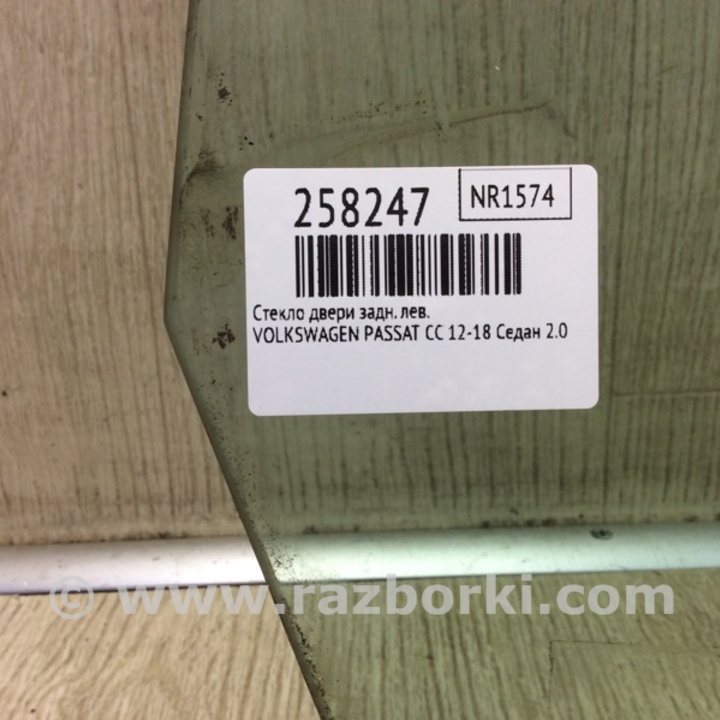 258247
NR1574
Стекло двери задн. лев.
VOLKSWAGEN PASSAT CC 12-18 Седан 2.0
© www.razborki.com